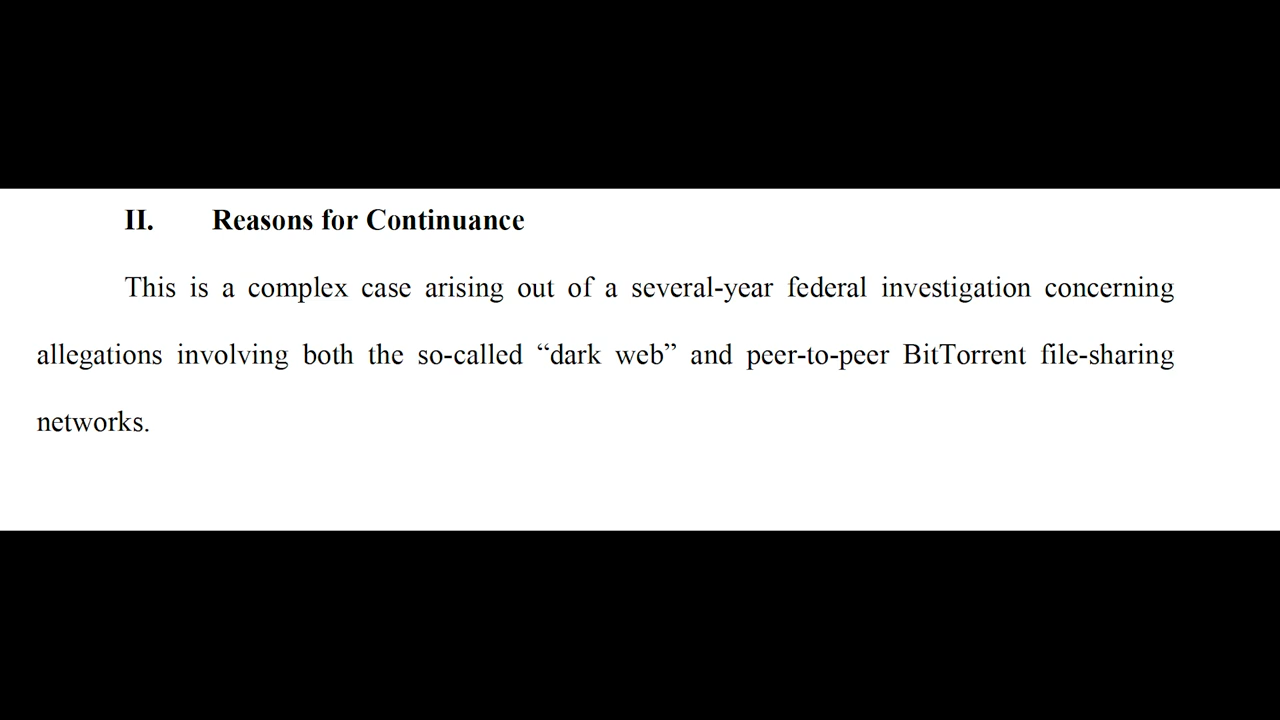 II. Reasons for Continuance
This is a complex case arising out of a several-year federal investigation concerning
allegations involving both the so-called “dark web” and peer-to-peer BitTorrent file-sharing
networks.